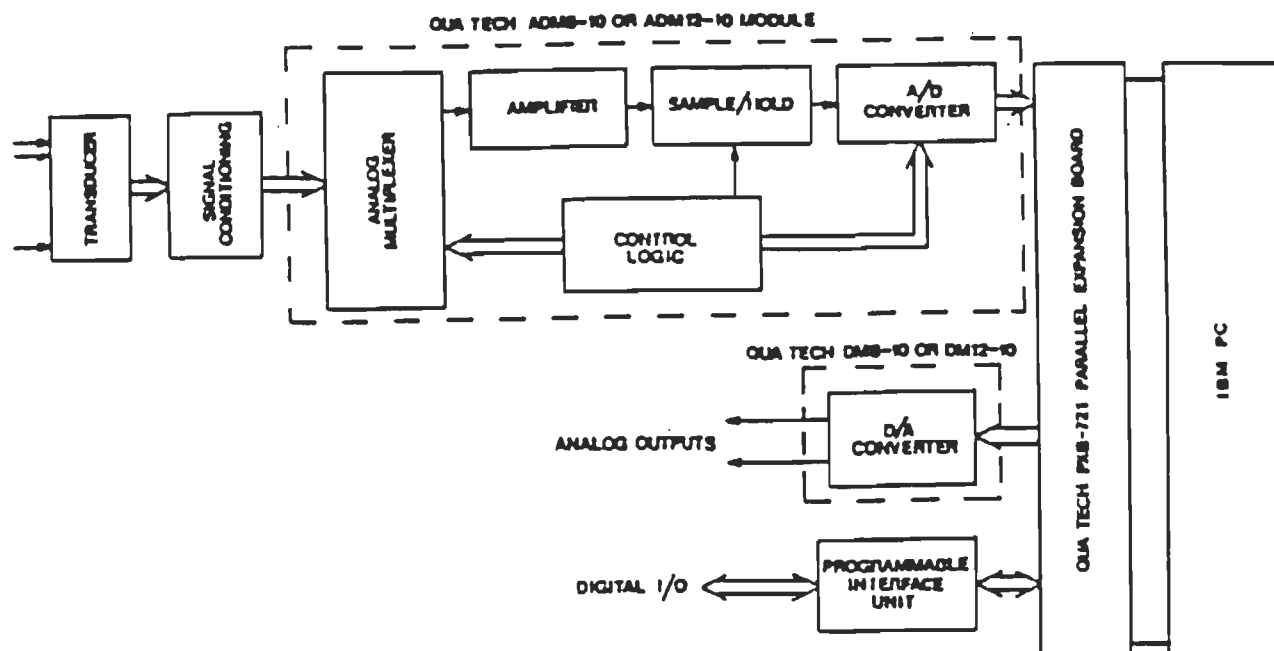 QUA TECH ADM8-10 OR ADM12-10 MODULE
TRANSDUCER
SIGNAL
CONDITIONING
ANALOG
MULTIPLEXER
AMPLIFIER
SAMPLE/HOLD
A/D
CONVERTER
CONTROL
LOGIC
QUA TECH DM8-10 OR DM12-10
ANALOG OUTPUTS
D/A
CONVERTER
DIGITAL I/O
PROGRAMMABLE
INTERFACE
UNIT
QUA TECH PXB-721 PARALLEL EXPANSION BOARD
IBM PC